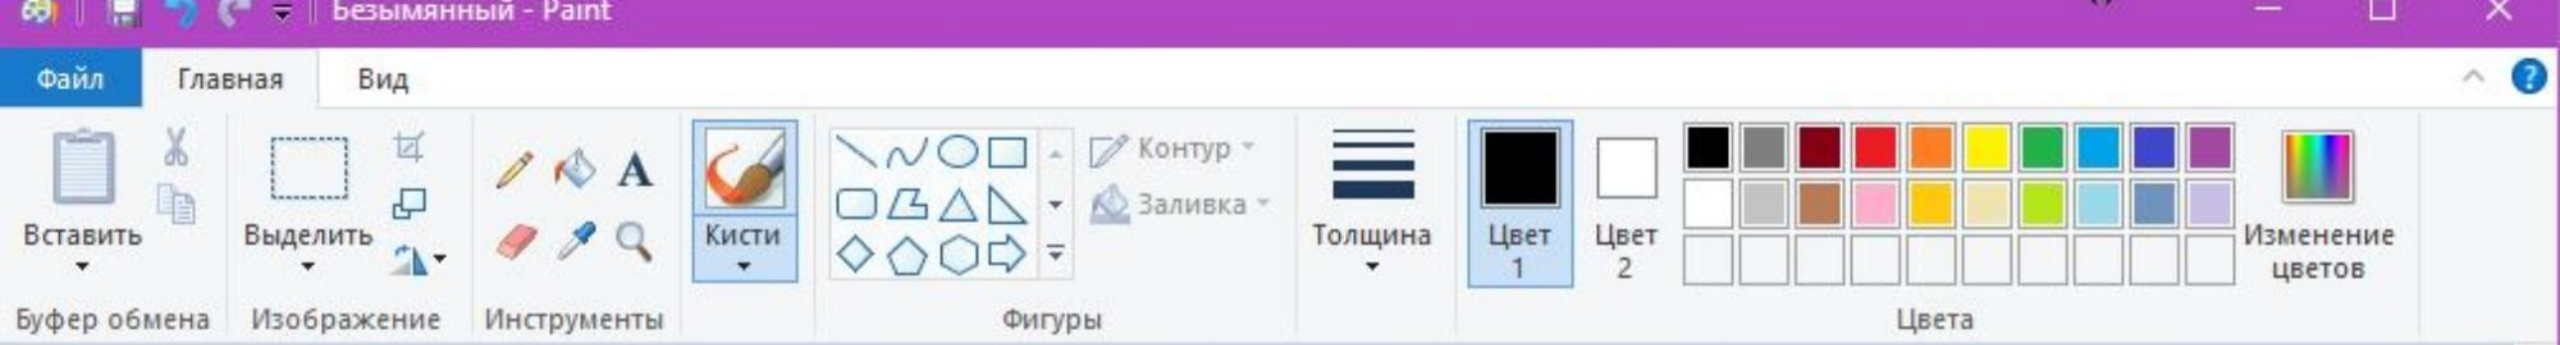 Безымянный - Paint
Файл Главная Вид
Вставить
Выделить
Кисти
Контур
Заливка
Толщина
Цвет
1
Цвет
2
Изменение
цветов
Буфер обмена
Изображение
Инструменты
Фигуры
Цвета